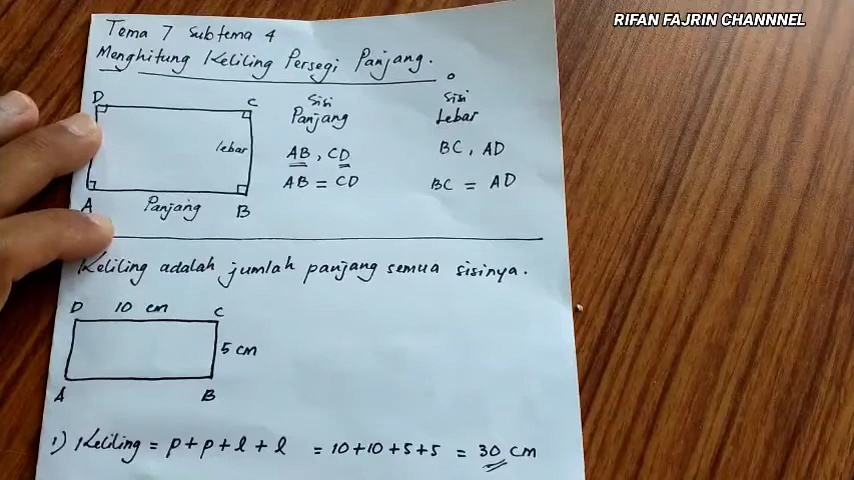 RIFAN FAJRIN CHANNNEL
Tema 7 Subtema 4
Menghitung Keliling Persegi Panjang.
D C
Sisi Panjang
Sisi Lebar
lebar
AB, CD
BC, AD
AB = CD
BC = AD
A Panjang B
Keliling adalah jumlah panjang semua sisinya.
D 10 cm C
5 cm
A B
1) Keliling = p + p + l + l = 10 + 10 + 5 + 5 = 30 cm